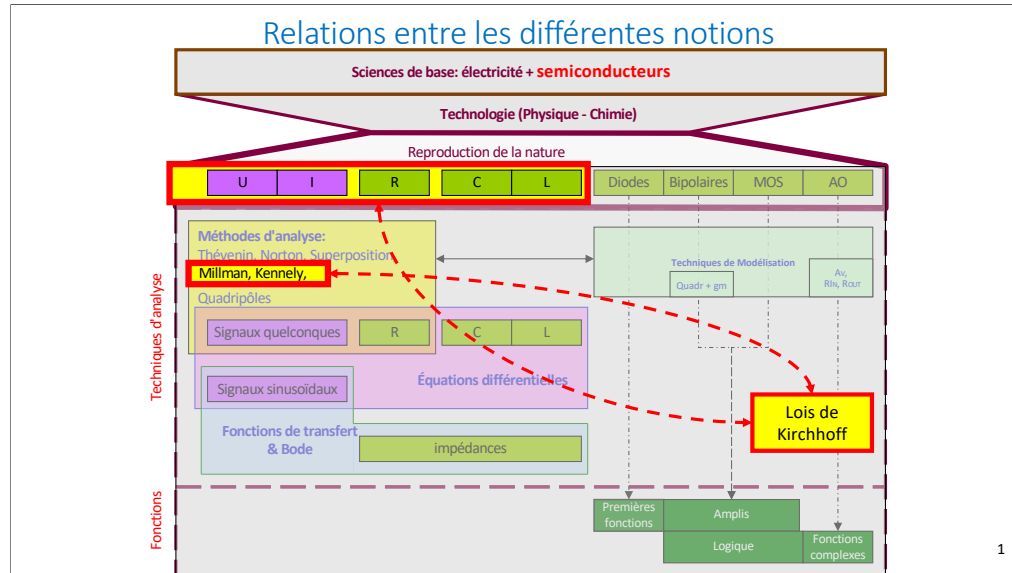 Relations entre les différentes notions
Sciences de base: électricité + semiconducteurs
Technologie (Physique - Chimie)
Reproduction de la nature
U I R C L Diodes Bipolaires MOS AO
Techniques d'analyse
Méthodes d'analyse:
Thévenin, Norton, Superposition
Millman, Kennely,
Quadripôles
Techniques de Modélisation
Quadr + gm
Av,
RIN, ROUT
Signaux quelconques R C L
Signaux sinusoïdaux
Équations différentielles
Lois de
Kirchhoff
Fonctions de transfert
& Bode
impédances
Fonctions
Premières
fonctions
Amplis
Logique
Fonctions
complexes
1